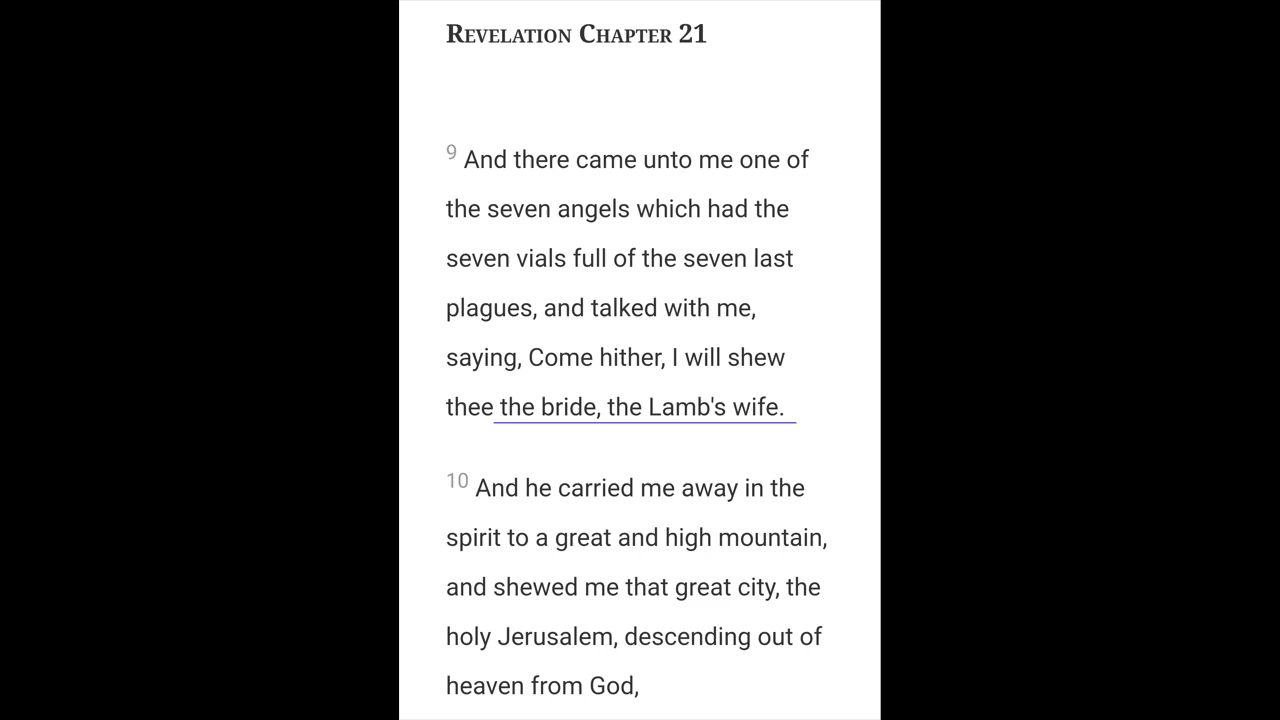 Revelation Chapter 21
9 And there came unto me one of
the seven angels which had the
seven vials full of the seven last
plagues, and talked with me,
saying, Come hither, I will shew
thee the bride, the Lamb's wife.
10 And he carried me away in the
spirit to a great and high mountain,
and shewed me that great city, the
holy Jerusalem, descending out of
heaven from God,